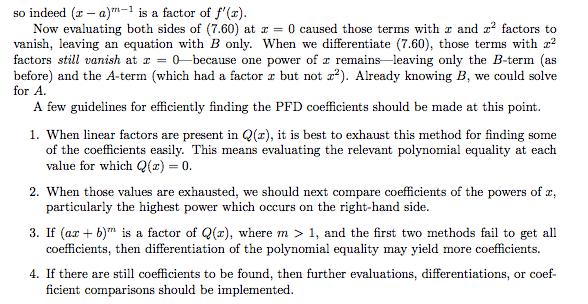 so indeed (x − a)^{m−1} is a factor of f′(x).
Now evaluating both sides of (7.60) at x = 0 caused those terms with x and x² factors to
vanish, leaving an equation with B only. When we differentiate (7.60), those terms with x²
factors still vanish at x = 0—because one power of x remains—leaving only the B-term (as
before) and the A-term (which had a factor x but not x²). Already knowing B, we could solve
for A.
A few guidelines for efficiently finding the PFD coefficients should be made at this point.
1. When linear factors are present in Q(x), it is best to exhaust this method for finding some
of the coefficients easily. This means evaluating the relevant polynomial equality at each
value for which Q(x) = 0.
2. When those values are exhausted, we should next compare coefficients of the powers of x,
particularly the highest power which occurs on the right-hand side.
3. If (ax + b)^m is a factor of Q(x), where m > 1, and the first two methods fail to get all
coefficients, then differentiation of the polynomial equality may yield more coefficients.
4. If there are still coefficients to be found, then further evaluations, differentiations, or coef-
ficient comparisons should be implemented.